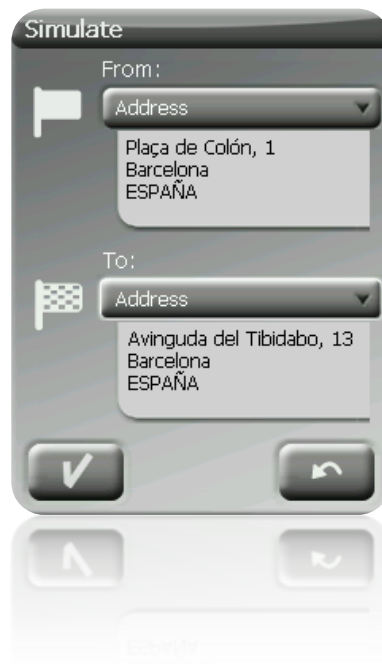 Simulate
From:
Address
Plaça de Colón, 1
Barcelona
ESPAÑA
To:
Address
Avinguda del Tibidabo, 13
Barcelona
ESPAÑA